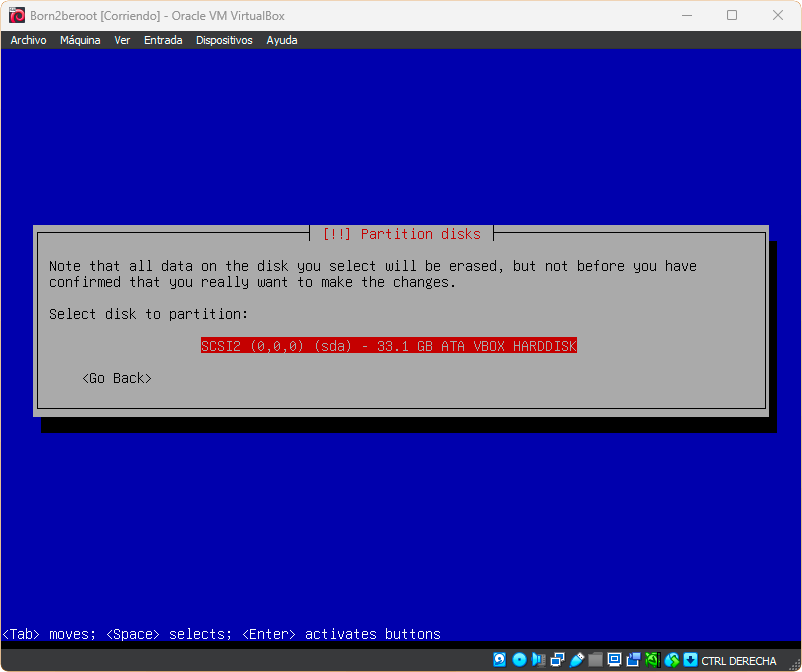 Born2beroot [Corriendo] - Oracle VM VirtualBox
Archivo Máquina Ver Entrada Dispositivos Ayuda
[!!] Partition disks
Note that all data on the disk you select will be erased, but not before you have
confirmed that you really want to make the changes.
Select disk to partition:
SCSI2 (0,0,0) (sda) - 33.1 GB ATA VBOX HARDDISK
<Go Back>
<Tab> moves; <Space> selects; <Enter> activates buttons
CTRL DERECHA